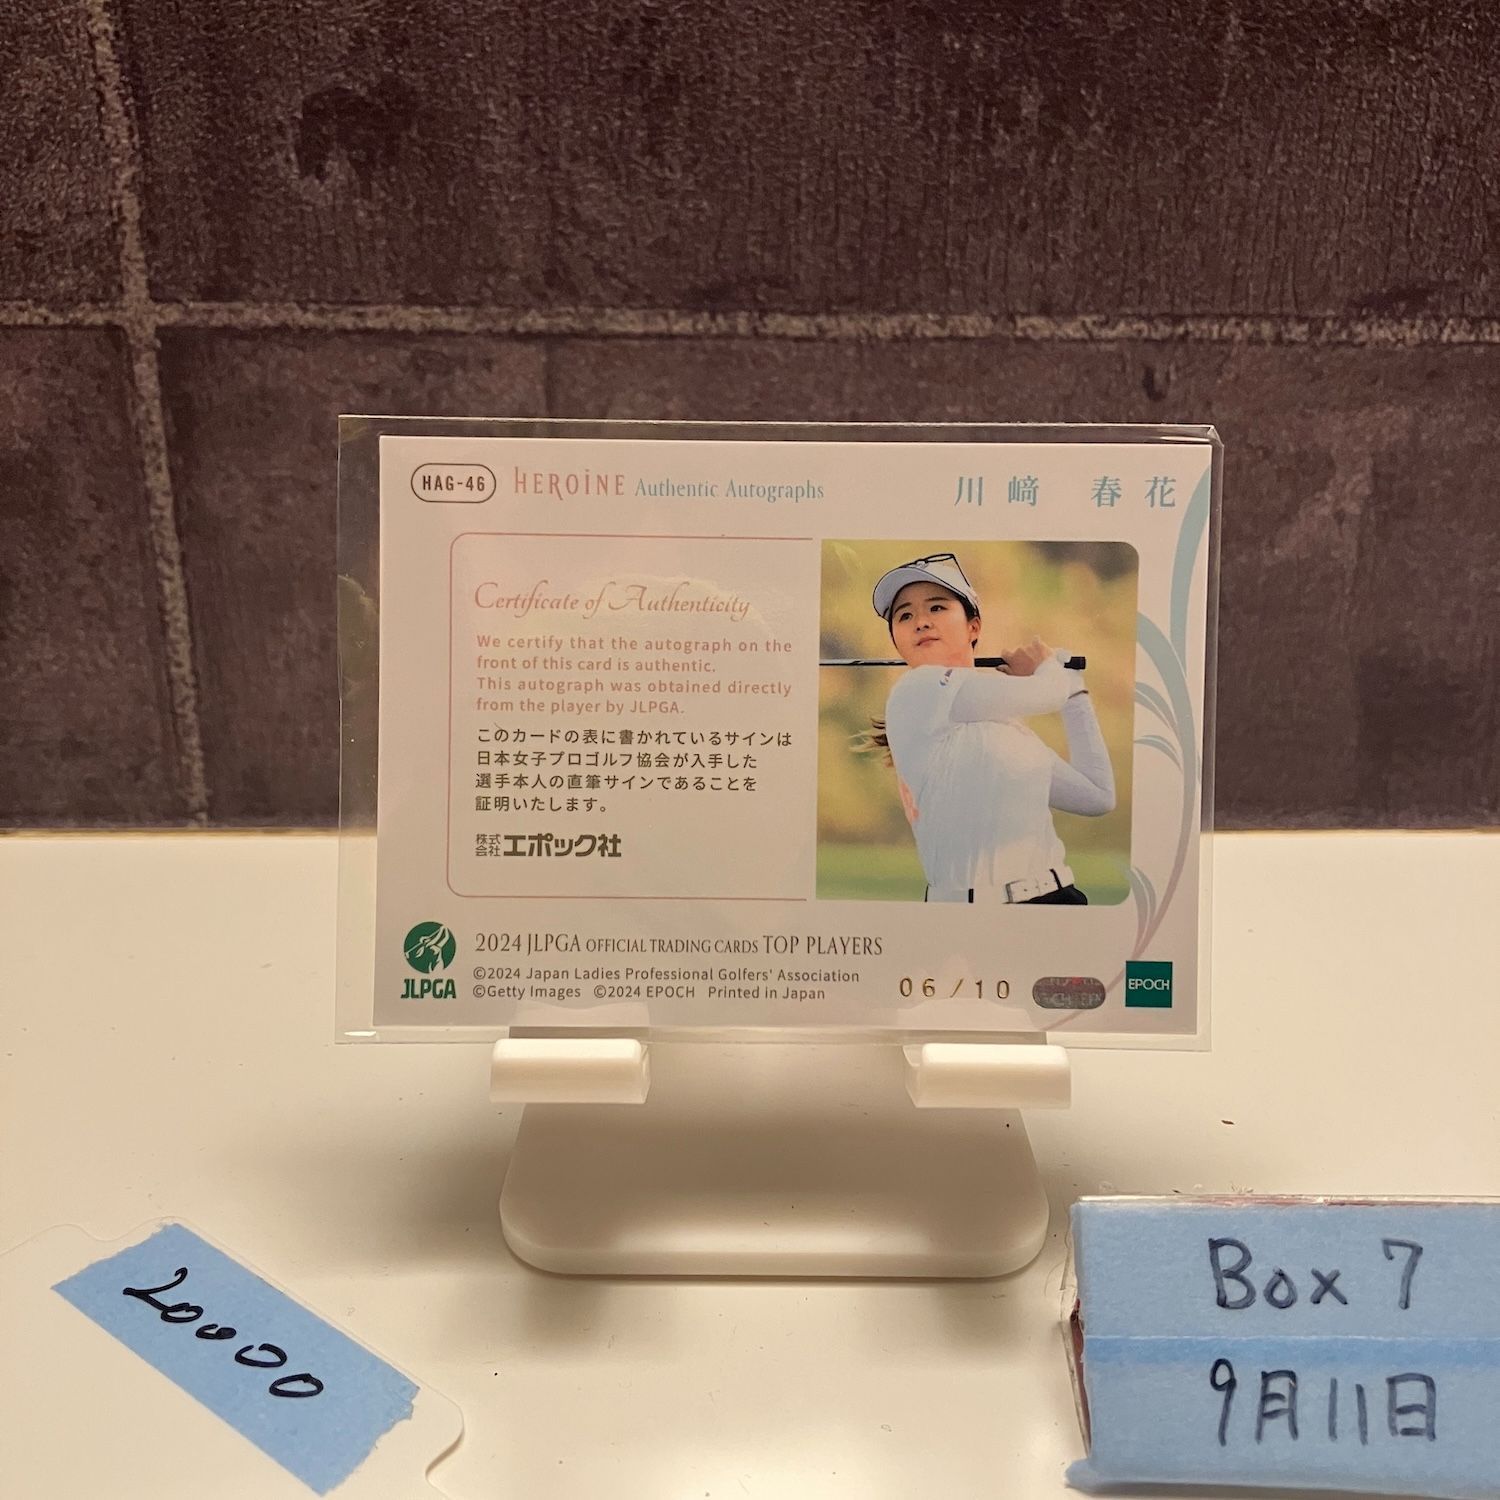 HAG-46 HEROINE Authentic Autographs 川﨑 春花
Certificate of Authenticity
We certify that the autograph on the
front of this card is authentic.
This autograph was obtained directly
from the player by JLPGA.
このカードの表に書かれているサインは
日本女子プロゴルフ協会が入手した
選手本人の直筆サインであることを
証明いたします。
株式会社エポック社
2024 JLPGA OFFICIAL TRADING CARDS TOP PLAYERS
©2024 Japan Ladies Professional Golfers' Association
©Getty Images ©2024 EPOCH Printed in Japan
JLPGA
06/10
EPOCH
20000
Box 7
9月11日